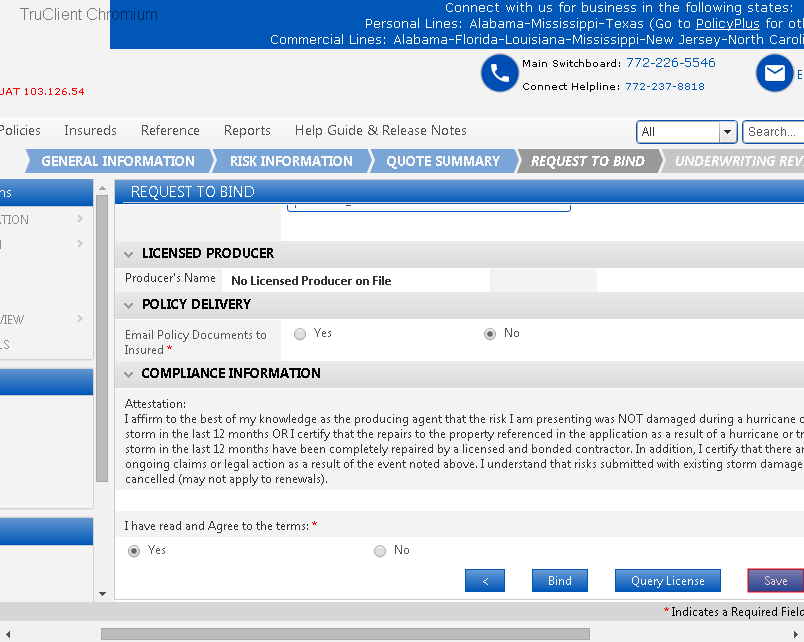 TruClient Chromium
Connect with us for business in the following states:
Personal Lines: Alabama-Mississippi-Texas (Go to PolicyPlus for
Commercial Lines: Alabama-Florida-Louisiana-Mississippi-New Jersey-North
Main Switchboard: 772-226-5546
Connect Helpline: 772-237-8818
UAT 103.126.54
Policies Insureds Reference Reports Help Guide & Release Notes
All Search...
GENERAL INFORMATION RISK INFORMATION QUOTE SUMMARY REQUEST TO BIND UNDERWRITING
REQUEST TO BIND
LICENSED PRODUCER
Producer's Name No Licensed Producer on File
POLICY DELIVERY
Email Policy Documents to
Insured * Yes No
COMPLIANCE INFORMATION
Attestation:
I affirm to the best of my knowledge as the producing agent that the risk I am presenting was NOT damaged during a hurricane
storm in the last 12 months OR I certify that the repairs to the property referenced in the application as a result of a hurricane or
storm in the last 12 months have been completely repaired by a licensed and bonded contractor. In addition, I certify that there
ongoing claims or legal action as a result of the event noted above. I understand that risks submitted with existing storm damage
cancelled (may not apply to renewals).
I have read and Agree to the terms: *
Yes No
< Bind Query License Save
* Indicates a Required